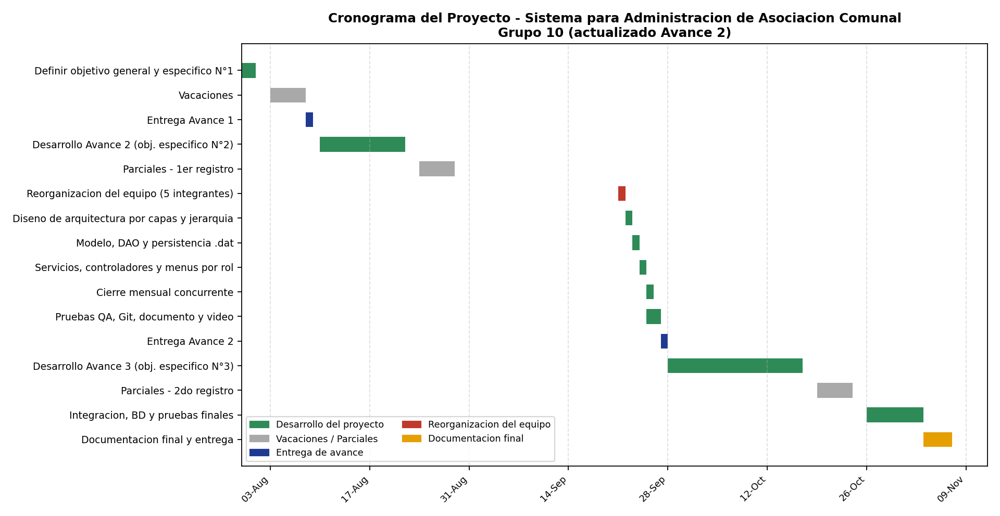 Cronograma del Proyecto - Sistema para Administracion de Asociacion Comunal
Grupo 10 (actualizado Avance 2)
Definir objetivo general y especifico N°1
Vacaciones
Entrega Avance 1
Desarrollo Avance 2 (obj. especifico N°2)
Parciales - 1er registro
Reorganizacion del equipo (5 integrantes)
Diseno de arquitectura por capas y jerarquia
Modelo, DAO y persistencia .dat
Servicios, controladores y menus por rol
Cierre mensual concurrente
Pruebas QA, Git, documento y video
Entrega Avance 2
Desarrollo Avance 3 (obj. especifico N°3)
Parciales - 2do registro
Integracion, BD y pruebas finales
Documentacion final y entrega
Desarrollo del proyecto
Vacaciones / Parciales
Entrega de avance
Reorganizacion del equipo
Documentacion final
03-Aug
17-Aug
31-Aug
14-Sep
28-Sep
12-Oct
26-Oct
09-Nov